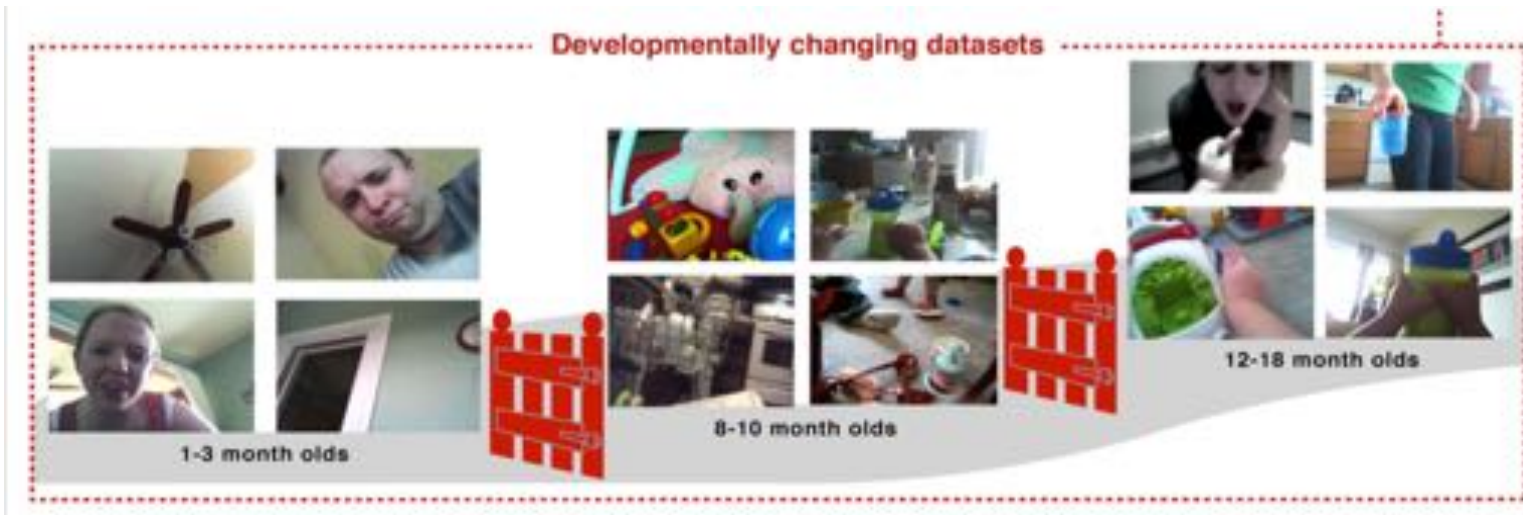 Developmentally changing datasets
1-3 month olds
8-10 month olds
12-18 month olds